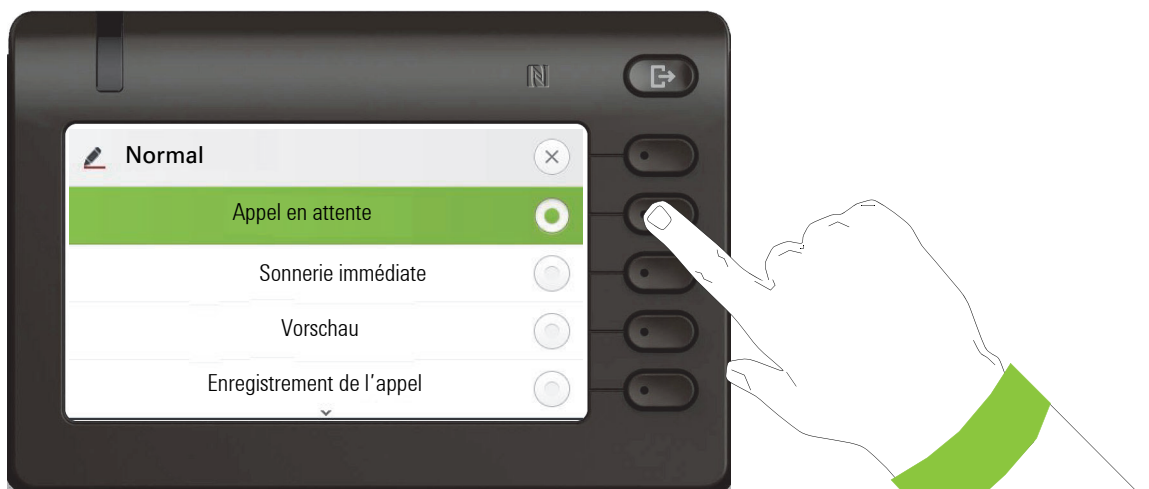 Normal
Appel en attente
Sonnerie immédiate
Vorschau
Enregistrement de l'appel